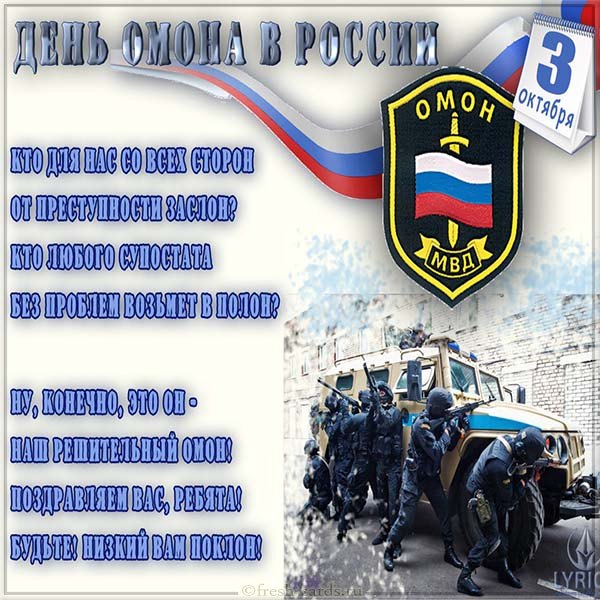 ДЕНЬ ОМОНА В РОССИИ
3
октября
ОМОН
МВД
КТО ДЛЯ НАС СО ВСЕХ СТОРОН
ОТ ПРЕСТУПНОСТИ ЗАСЛОН?
КТО ЛЮБОГО СУПОСТАТА
БЕЗ ПРОБЛЕМ ВОЗЬМЕТ В ПОЛОН?
НУ, КОНЕЧНО, ЭТО ОН -
НАШ РЕШИТЕЛЬНЫЙ ОМОН!
ПОЗДРАВЛЯЕМ ВАС, РЕБЯТА!
БУДЬТЕ! НИЗКИЙ ВАМ ПОКЛОН!
LYRIC
©fresh-cards.ru